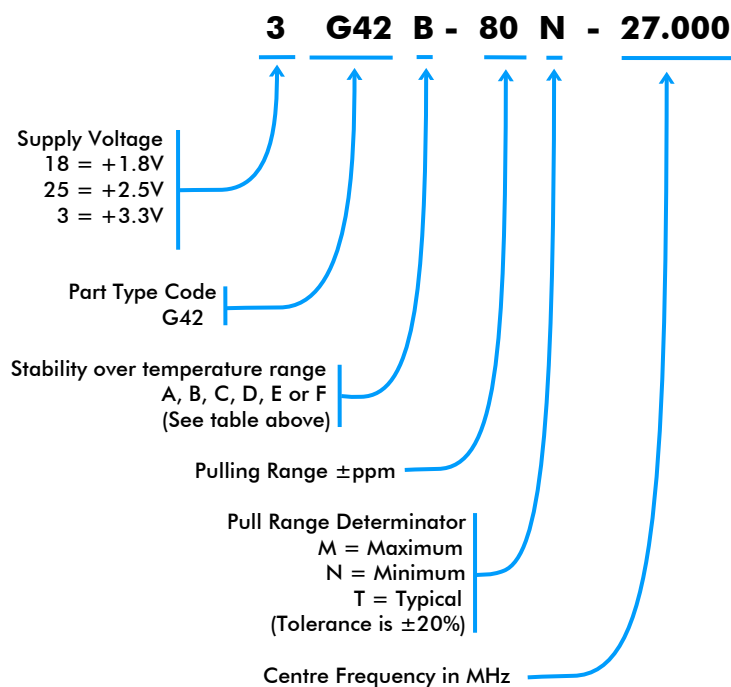 3 G42 B - 80 N - 27.000
Supply Voltage
18 = +1.8V
25 = +2.5V
3 = +3.3V
Part Type Code
G42
Stability over temperature range
A, B, C, D, E or F
(See table above)
Pulling Range ±ppm
Pull Range Determinator
M = Maximum
N = Minimum
T = Typical
(Tolerance is ±20%)
Centre Frequency in MHz